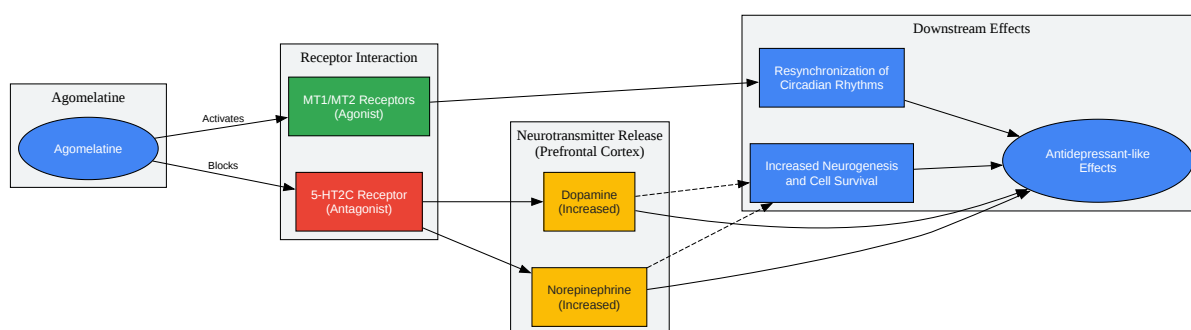 Agomelatine
Agomelatine
Activates
Blocks
Receptor Interaction
MT1/MT2 Receptors
(Agonist)
5-HT2C Receptor
(Antagonist)
Neurotransmitter Release
(Prefrontal Cortex)
Dopamine
(Increased)
Norepinephrine
(Increased)
Downstream Effects
Resynchronization of
Circadian Rhythms
Increased Neurogenesis
and Cell Survival
Antidepressant-like
Effects